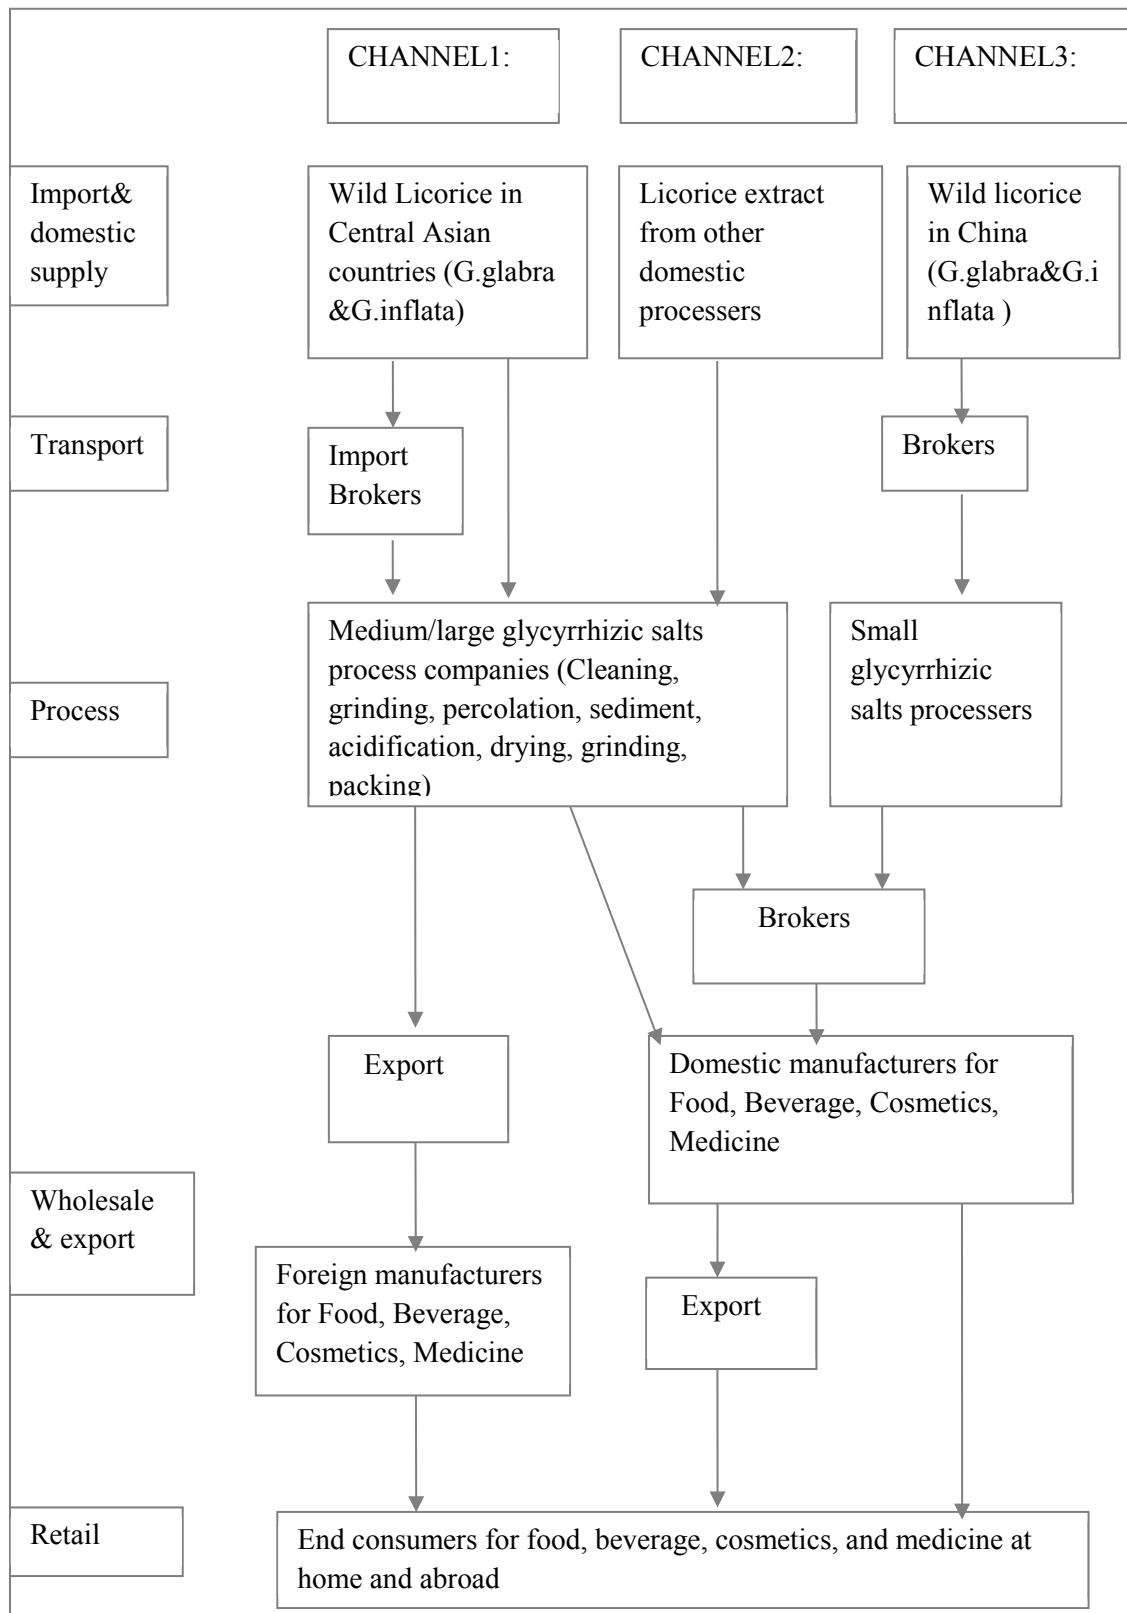 CHANNEL1:
CHANNEL2:
CHANNEL3:
Import&
domestic
supply
Wild Licorice in
Central Asian
countries (G.glabra
&G.inflata)
Licorice extract
from other
domestic
processers
Wild licorice
in China
(G.glabra&G.i
nflata )
Transport
Import
Brokers
Brokers
Process
Medium/large glycyrrhizic salts
process companies (Cleaning,
grinding, percolation, sediment,
acidification, drying, grinding,
packing)
Small
glycyrrhizic
salts processers
Brokers
Export
Domestic manufacturers for
Food, Beverage, Cosmetics,
Medicine
Wholesale
& export
Foreign manufacturers
for Food, Beverage,
Cosmetics, Medicine
Export
Retail
End consumers for food, beverage, cosmetics, and medicine at
home and abroad